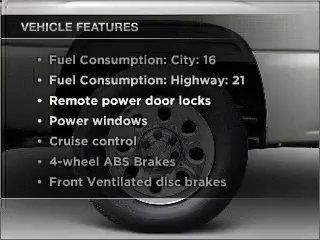 VEHICLE FEATURES
• Fuel Consumption: City: 16
• Fuel Consumption: Highway: 21
• Remote power door locks
• Power windows
• Cruise control
• 4-wheel ABS Brakes
• Front Ventilated disc brakes